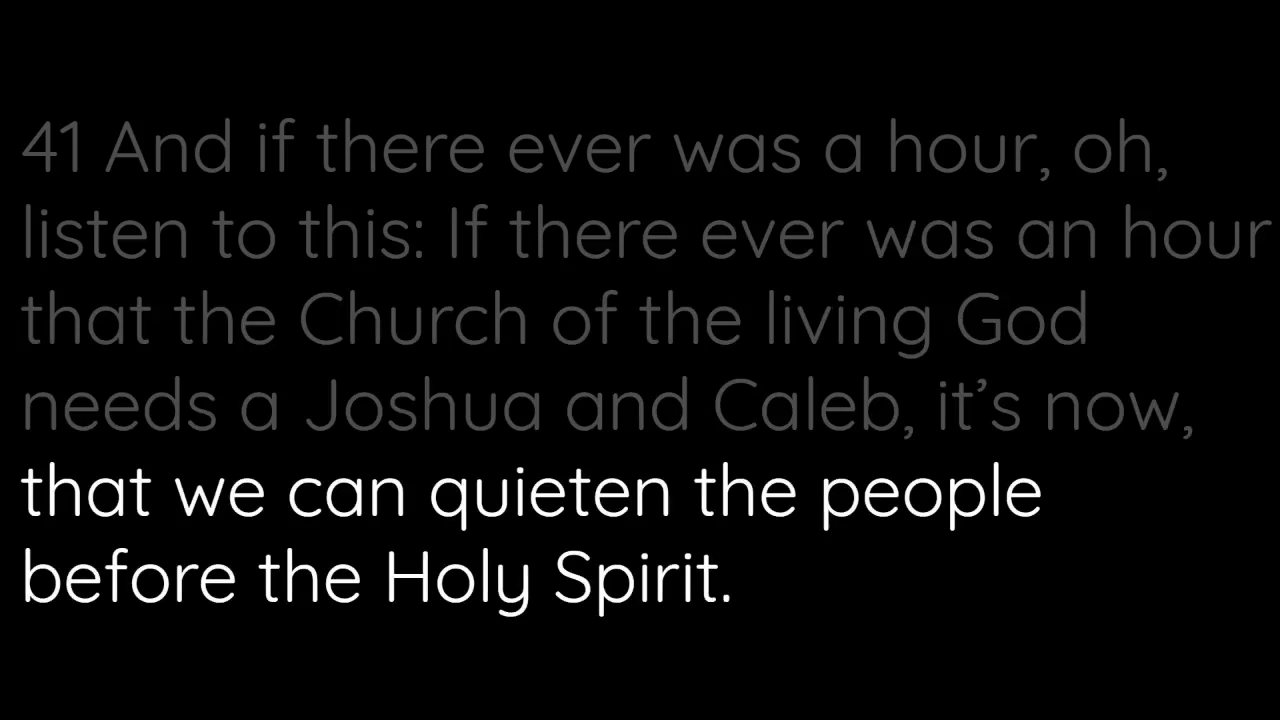 41 And if there ever was a hour, oh,
listen to this: If there ever was an hour
that the Church of the living God
needs a Joshua and Caleb, it’s now,
that we can quieten the people
before the Holy Spirit.